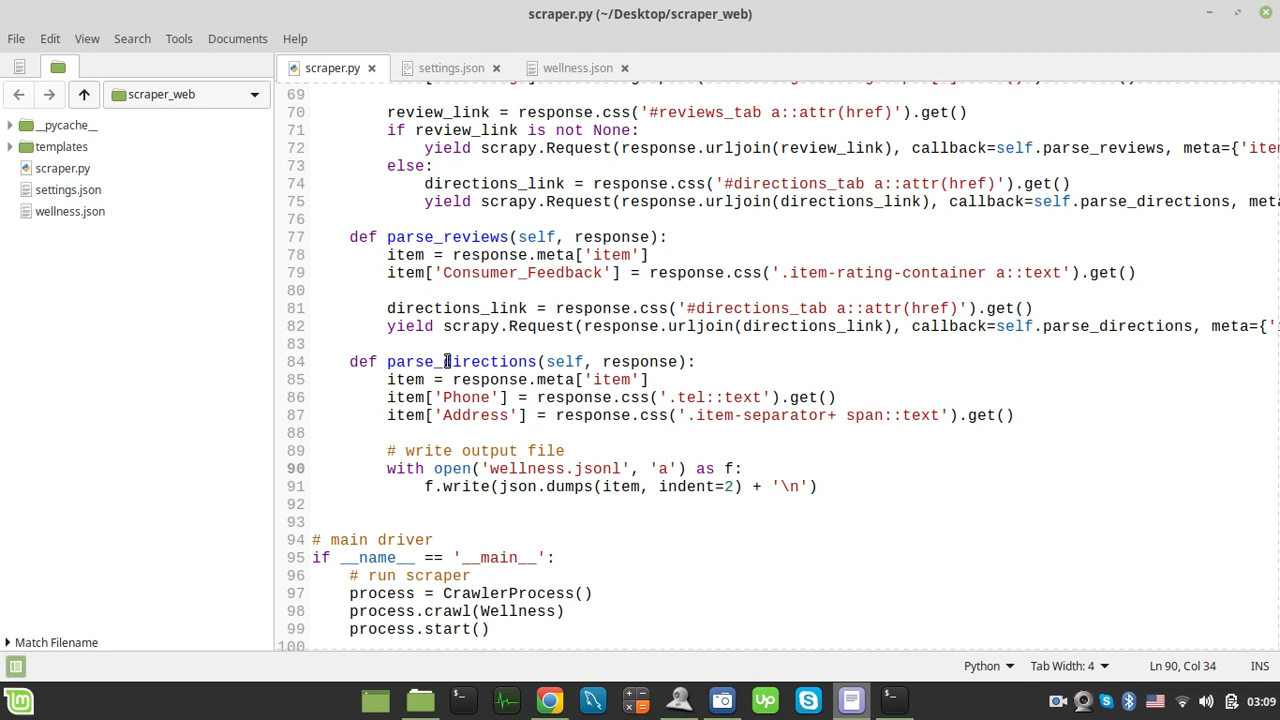 scraper.py (~/Desktop/scraper_web)
File Edit View Search Tools Documents Help
scraper.py settings.json wellness.json
scraper_web
__pycache__
templates
scraper.py
settings.json
wellness.json
Match Filename
69
70 review_link = response.css('#reviews_tab a::attr(href)').get()
71 if review_link is not None:
72 yield scrapy.Request(response.urljoin(review_link), callback=self.parse_reviews, meta={'item
73 else:
74 directions_link = response.css('#directions_tab a::attr(href)').get()
75 yield scrapy.Request(response.urljoin(directions_link), callback=self.parse_directions, meta
76
77 def parse_reviews(self, response):
78 item = response.meta['item']
79 item['Consumer_Feedback'] = response.css('.item-rating-container a::text').get()
80
81 directions_link = response.css('#directions_tab a::attr(href)').get()
82 yield scrapy.Request(response.urljoin(directions_link), callback=self.parse_directions, meta={'i
83
84 def parse_directions(self, response):
85 item = response.meta['item']
86 item['Phone'] = response.css('.tel::text').get()
87 item['Address'] = response.css('.item-separator+ span::text').get()
88
89 # write output file
90 with open('wellness.jsonl', 'a') as f:
91 f.write(json.dumps(item, indent=2) + '\n')
92
93
94 # main driver
95 if __name__ == '__main__':
96 # run scraper
97 process = CrawlerProcess()
98 process.crawl(Wellness)
99 process.start()
100
Python Tab Width: 4 Ln 90, Col 34 INS
Up
03:09